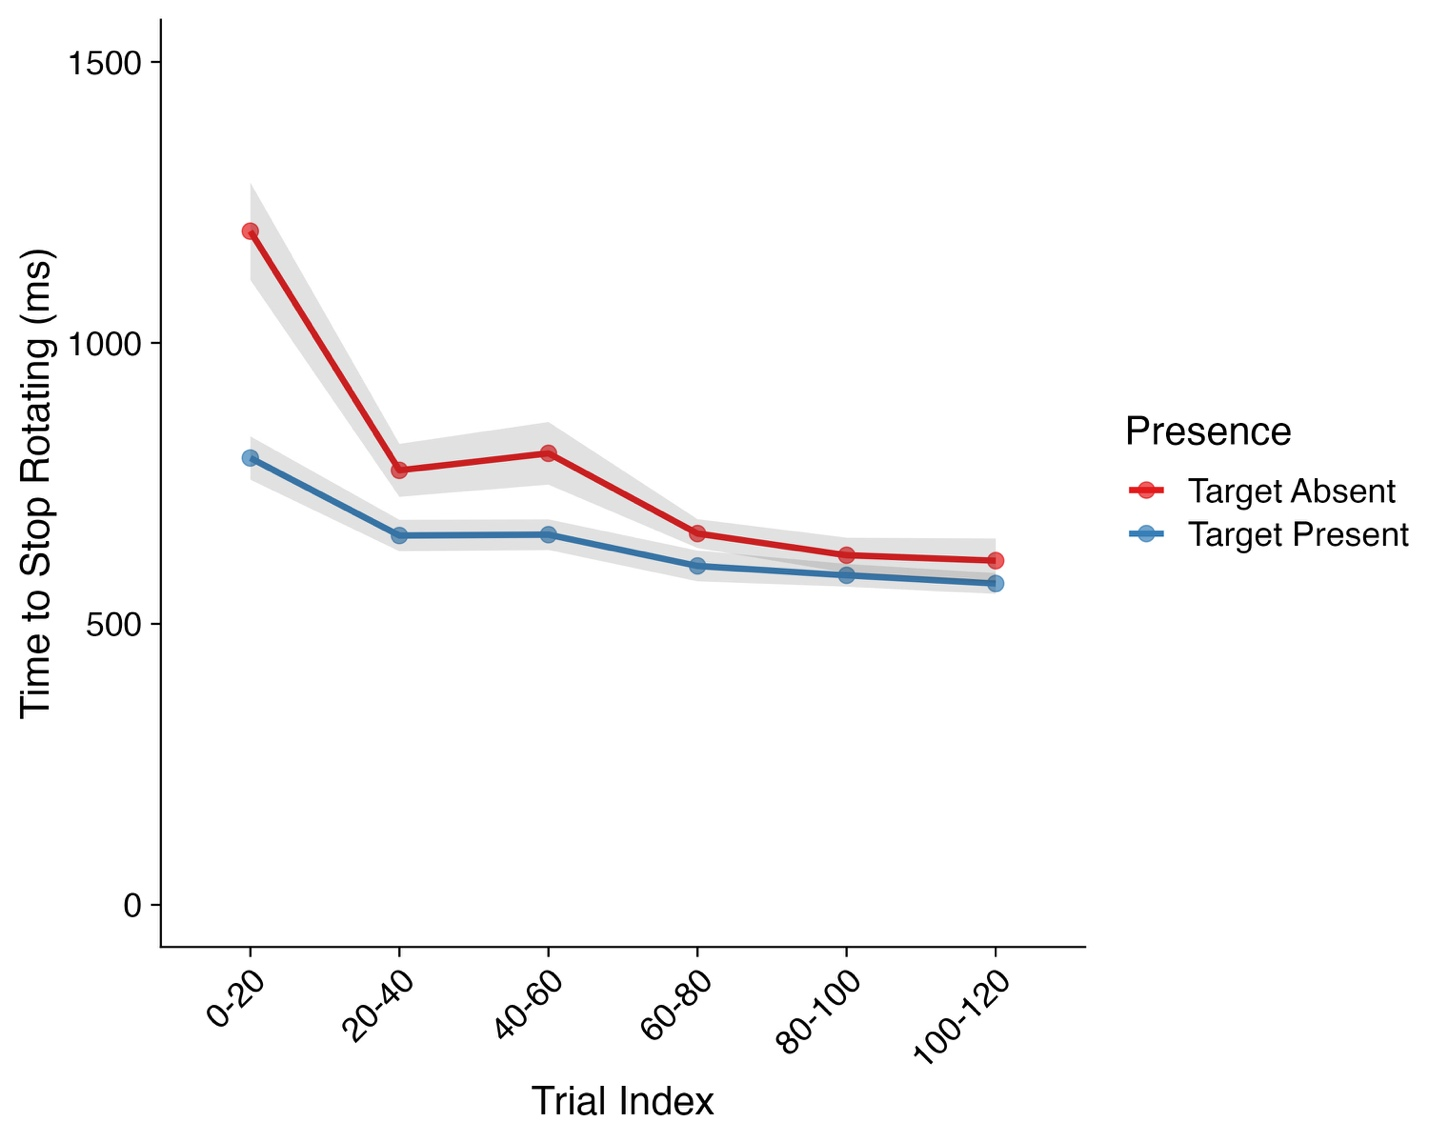 Time to Stop Rotating (ms)
1500
1000
500
0
0-20
20-40
40-60
60-80
80-100
100-120
Trial Index
Presence
Target Absent
Target Present